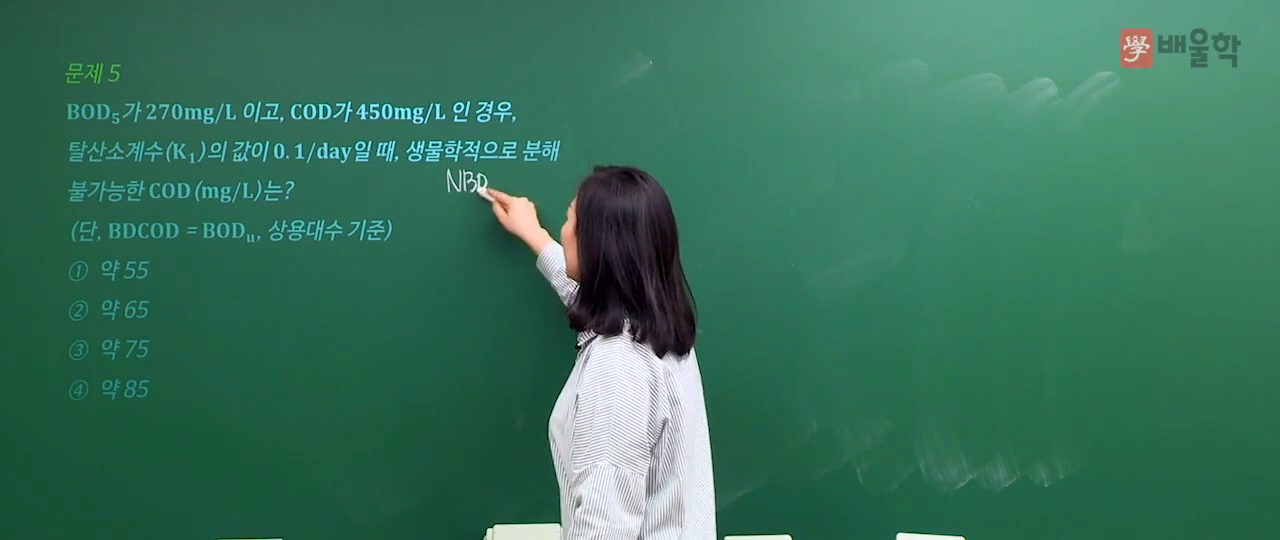 學 배울학
문제 5
BOD₅가 270mg/L 이고, COD가 450mg/L 인 경우,
탈산소계수(K₁)의 값이 0.1/day일 때, 생물학적으로 분해
NBD
불가능한 COD (mg/L)는?
(단, BDCOD = BODᵤ, 상용대수 기준)
① 약 55
② 약 65
③ 약 75
④ 약 85